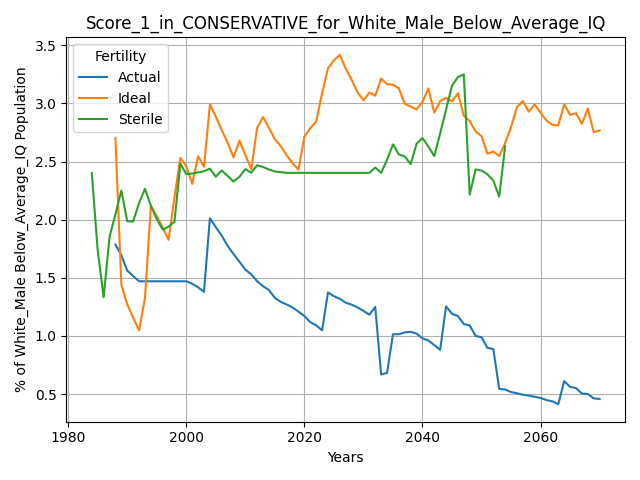 Score_1_in_CONSERVATIVE_for_White_Male_Below_Average_IQ
% of White_Male Below_Average_IQ Population
3.5
3.0
2.5
2.0
1.5
1.0
0.5
Fertility
Actual
Ideal
Sterile
1980
2000
2020
2040
2060
Years